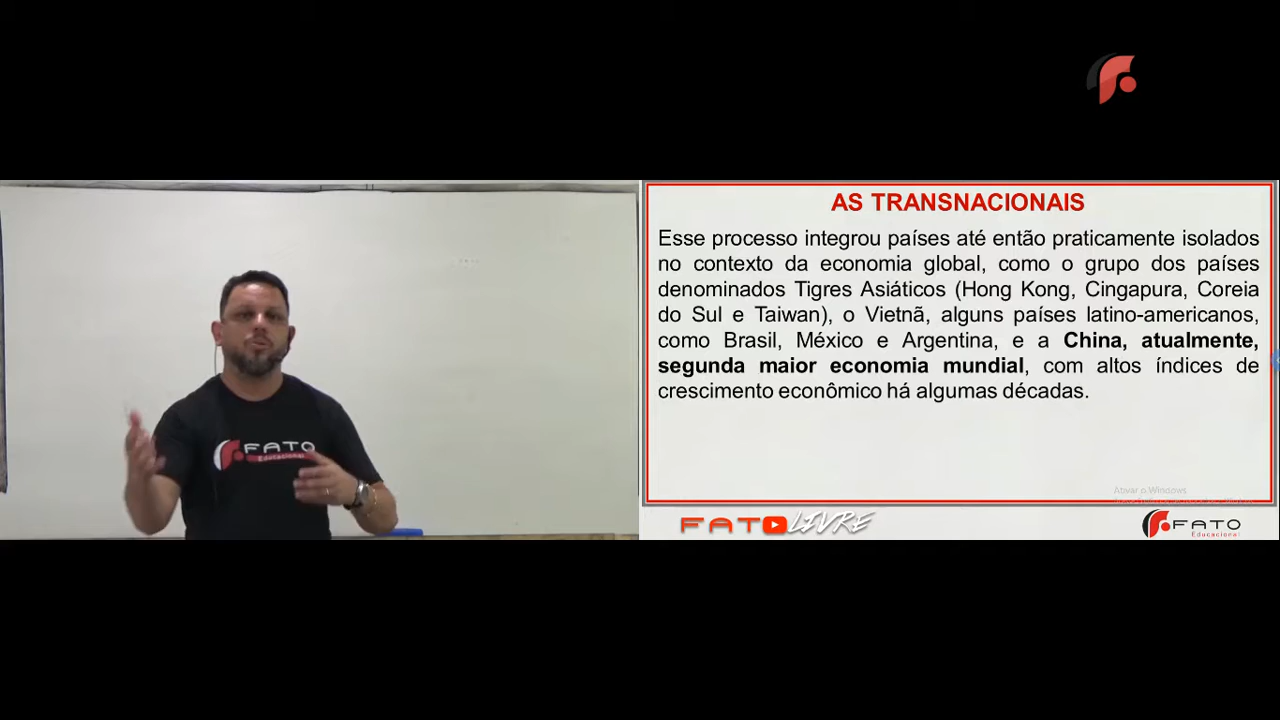 AS TRANSNACIONAIS
Esse processo integrou países até então praticamente isolados
no contexto da economia global, como o grupo dos países
denominados Tigres Asiáticos (Hong Kong, Cingapura, Coreia
do Sul e Taiwan), o Vietnã, alguns países latino-americanos,
como Brasil, México e Argentina, e a China, atualmente,
segunda maior economia mundial, com altos índices de
crescimento econômico há algumas décadas.
FATO
Educacional
Ativar o Windows
FATO LIVRE
FATO
Educacional